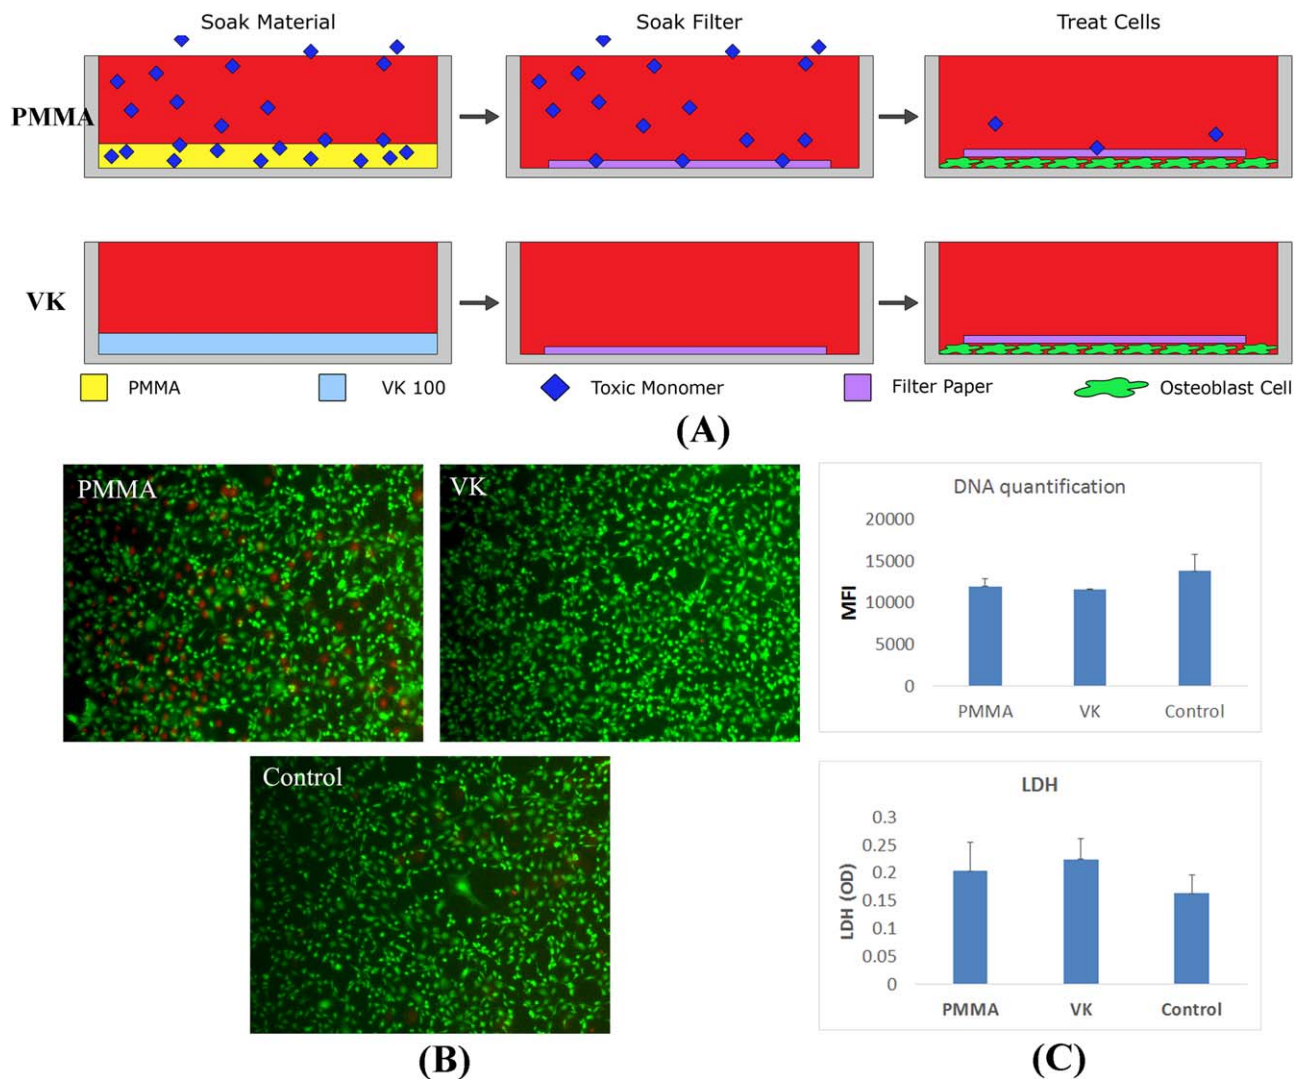 Soak Material
Soak Filter
Treat Cells
PMMA
VK
PMMA
VK 100
Toxic Monomer
Filter Paper
Osteoblast Cell
(A)
PMMA
VK
Control
(B)
DNA quantification
MFI
20000
15000
10000
5000
0
PMMA VK Control
LDH
LDH (OD)
0.3
0.25
0.2
0.15
0.1
0.05
0
PMMA VK Control
(C)